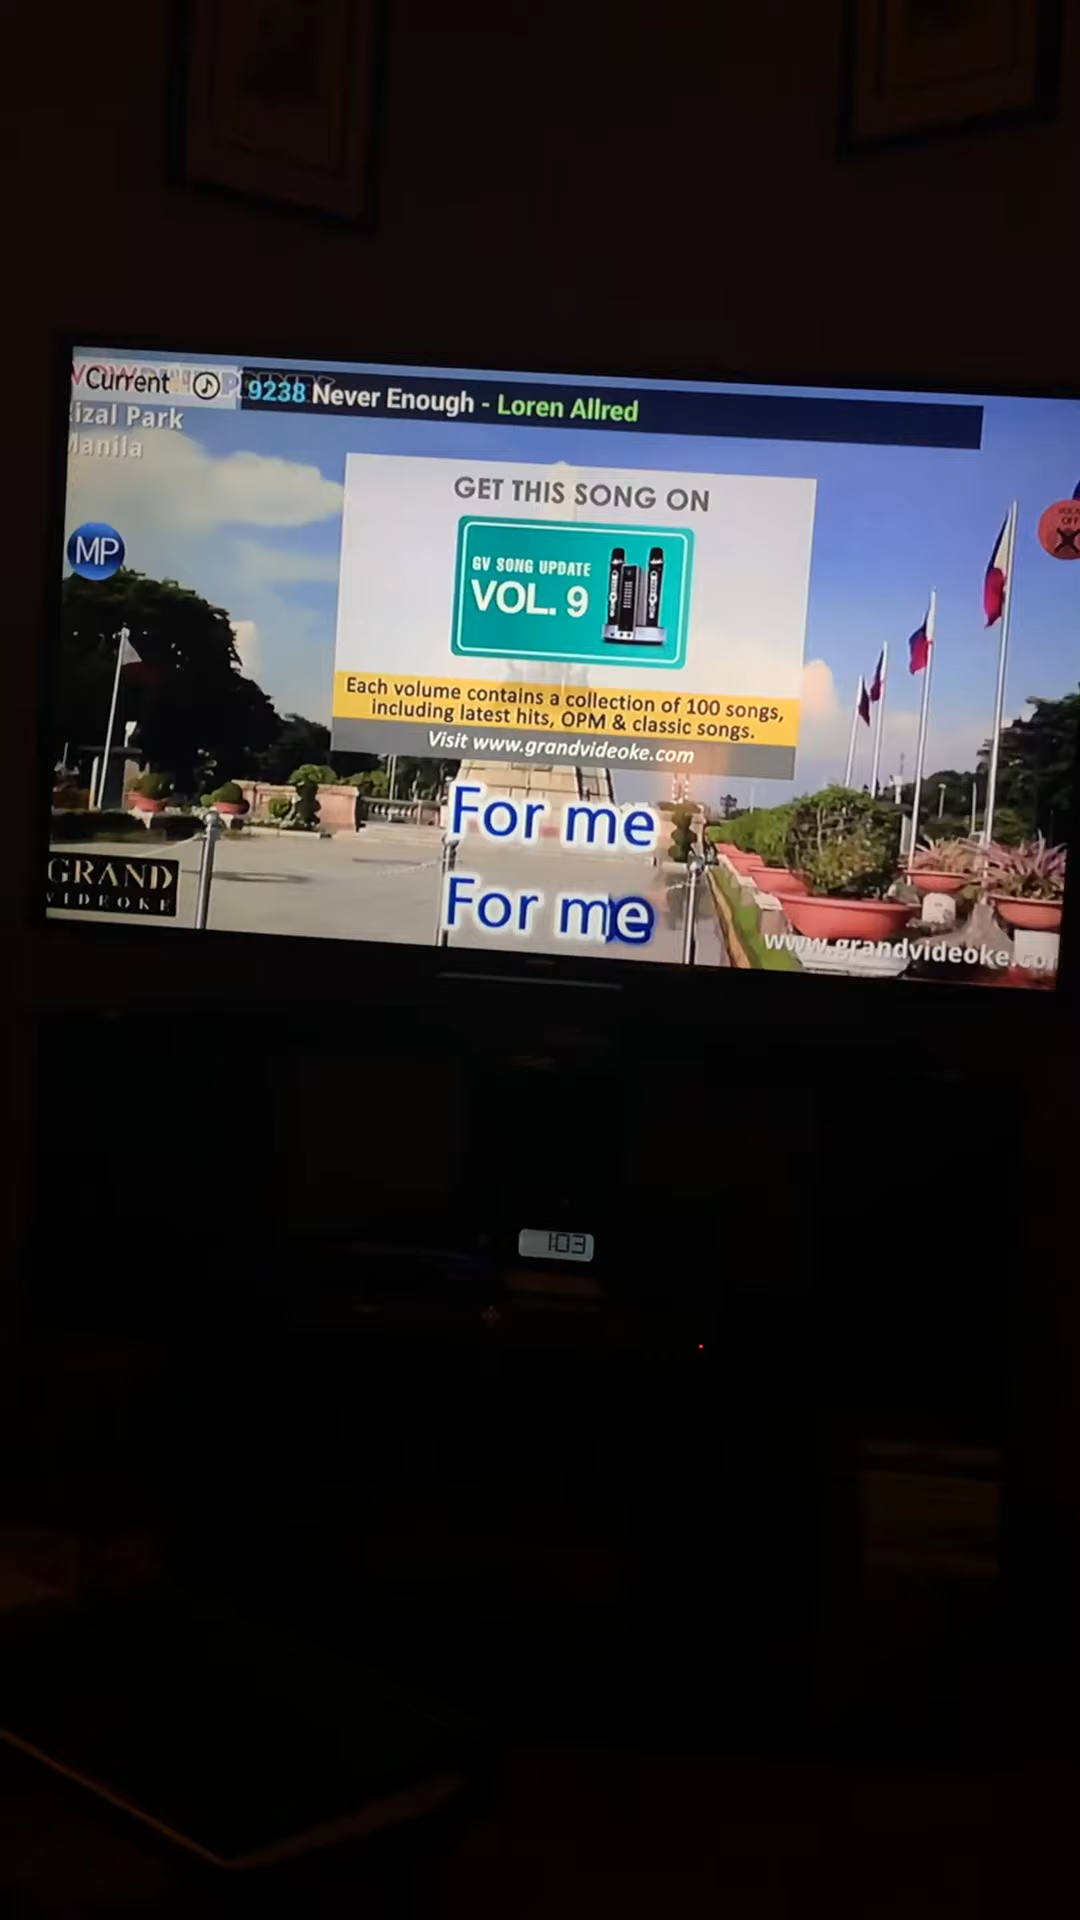 Current
9238 Never Enough - Loren Allred
izal Park
Manila
MP
GET THIS SONG ON
GV SONG UPDATE
VOL. 9
Each volume contains a collection of 100 songs,
including latest hits, OPM & classic songs.
Visit www.grandvideoke.com
For me
For me
GRAND
VIDEOKE
www.grandvideoke.co
1:03